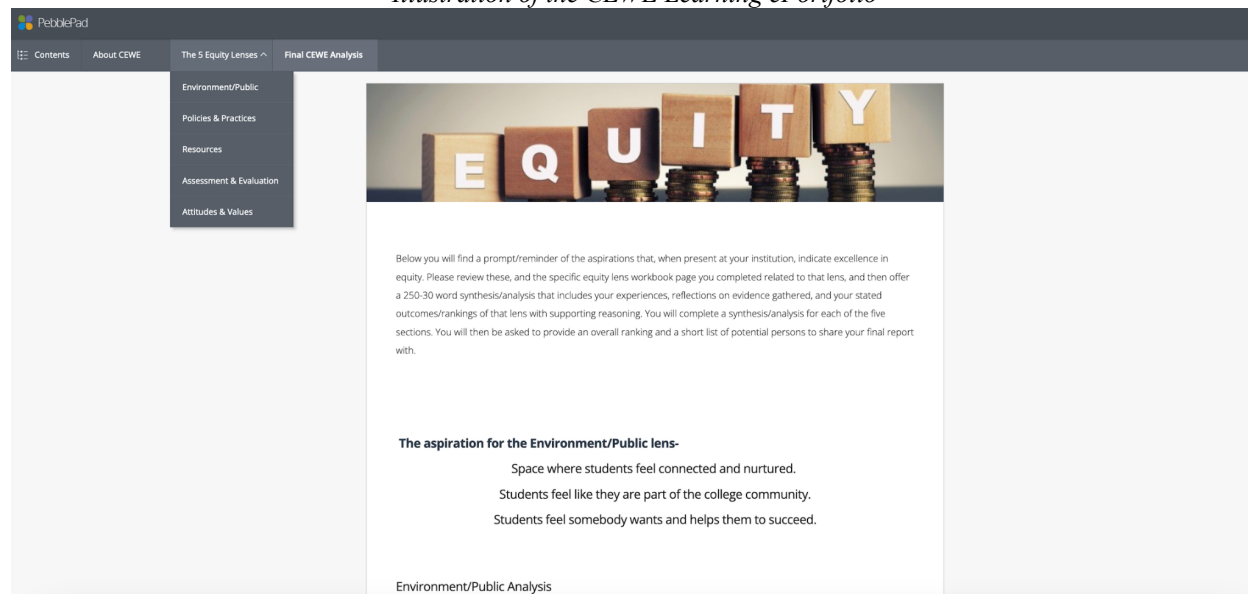 Illustration of the CEWE Learning ePortfolio
PebblePad
Contents About CEWE The 5 Equity Lenses Final CEWE Analysis
Environment/Public
Policies & Practices
Resources
Assessment & Evaluation
Attitudes & Values
EQUITY
Below you will find a prompt/reminder of the aspirations that, when present at your institution, indicate excellence in
equity. Please review these, and the specific equity lens workbook page you completed related to that lens, and then offer
a 250-30 word synthesis/analysis that includes your experiences, reflections on evidence gathered, and your stated
outcomes/rankings of that lens with supporting reasoning. You will complete a synthesis/analysis for each of the five
sections. You will then be asked to provide an overall ranking and a short list of potential persons to share your final report
with.
The aspiration for the Environment/Public lens-
Space where students feel connected and nurtured.
Students feel like they are part of the college community.
Students feel somebody wants and helps them to succeed.
Environment/Public Analysis